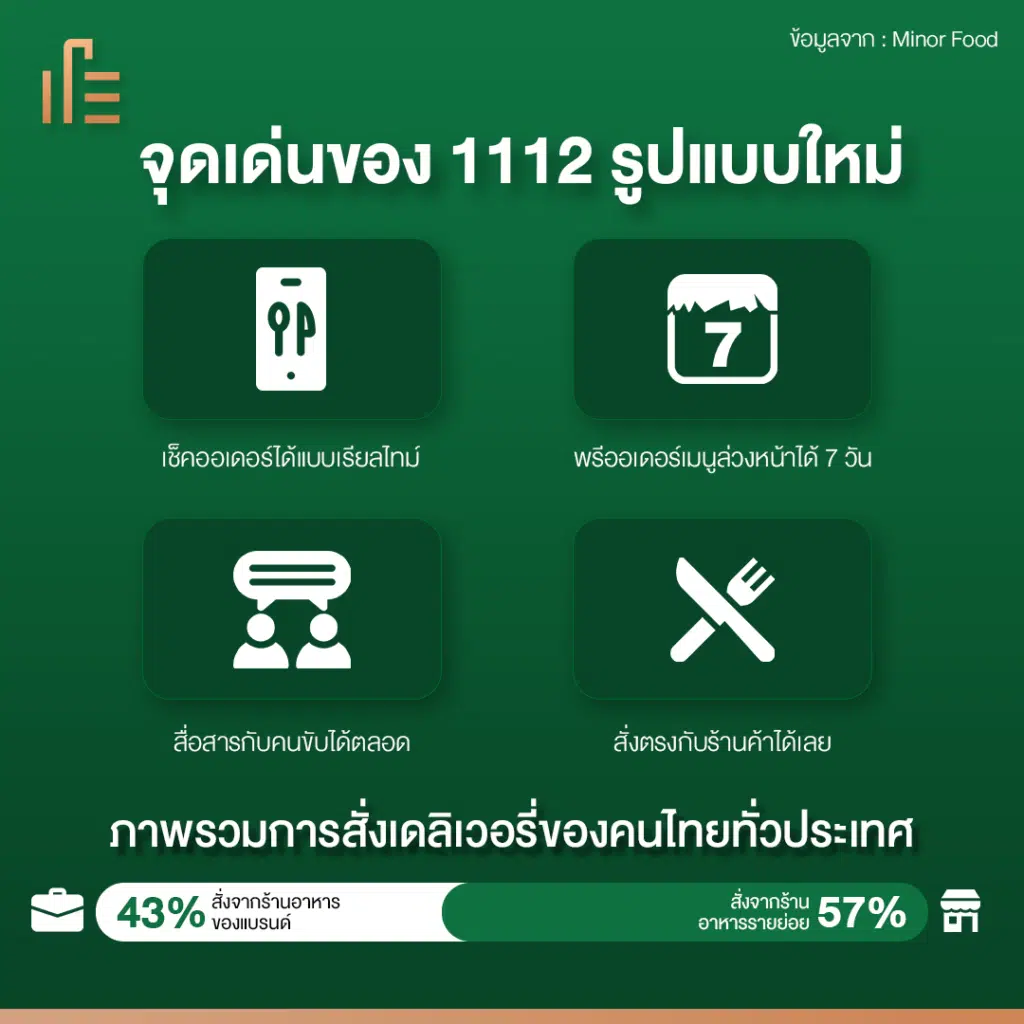 ข้อมูลจาก : Minor Food
จุดเด่นของ 1112 รูปแบบใหม่
7
เช็คออเดอร์ได้แบบเรียลไทม์
พรีออเดอร์เมนูล่วงหน้าได้ 7 วัน
สื่อสารกับคนขับได้ตลอด
สั่งตรงกับร้านค้าได้เลย
ภาพรวมการสั่งเดลิเวอรี่ของคนไทยทั่วประเทศ
43% สั่งจากร้านอาหาร
ของแบรนด์
สั่งจากร้าน
อาหารรายย่อย 57%